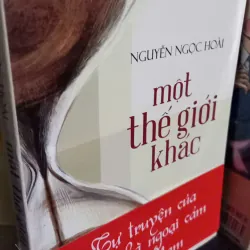 NGUYỄN NGỌC HOÀI
một
thế giới
khác
Tự truyện của
ngoại cảm